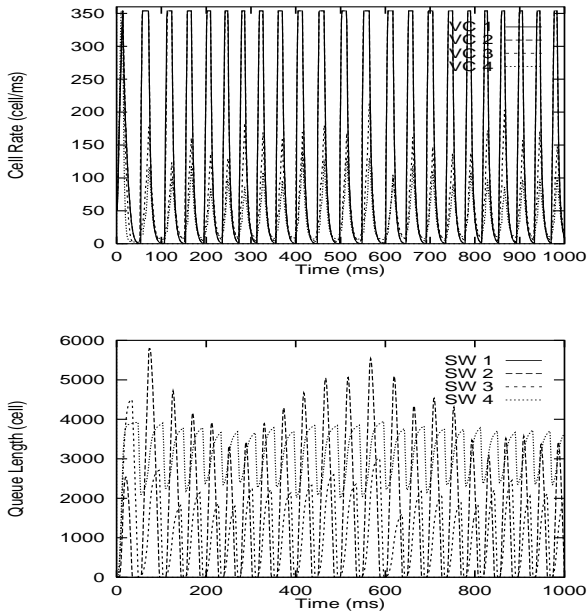 Cell Rate (cell/ms)
350
300
250
200
150
100
50
0
VC 1
VC 2
VC 3
VC 4
0 100 200 300 400 500 600 700 800 900 1000
Time (ms)
Queue Length (cell)
6000
5000
4000
3000
2000
1000
0
SW 1
SW 2
SW 3
SW 4
0 200 400 600 800 1000
Time (ms)